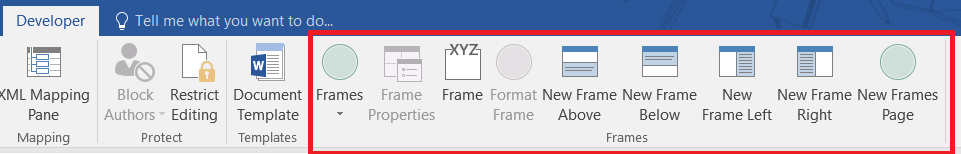 Developer
Tell me what you want to do...
XML Mapping
Pane
Block
Authors
Restrict
Editing
Document
Template
Frames
Frame
Properties
XYZ
Frame
Format
Frame
New Frame
Above
New Frame
Below
New
Frame Left
New Frame
Right
New Frames
Page
Mapping
Protect
Templates
Frames